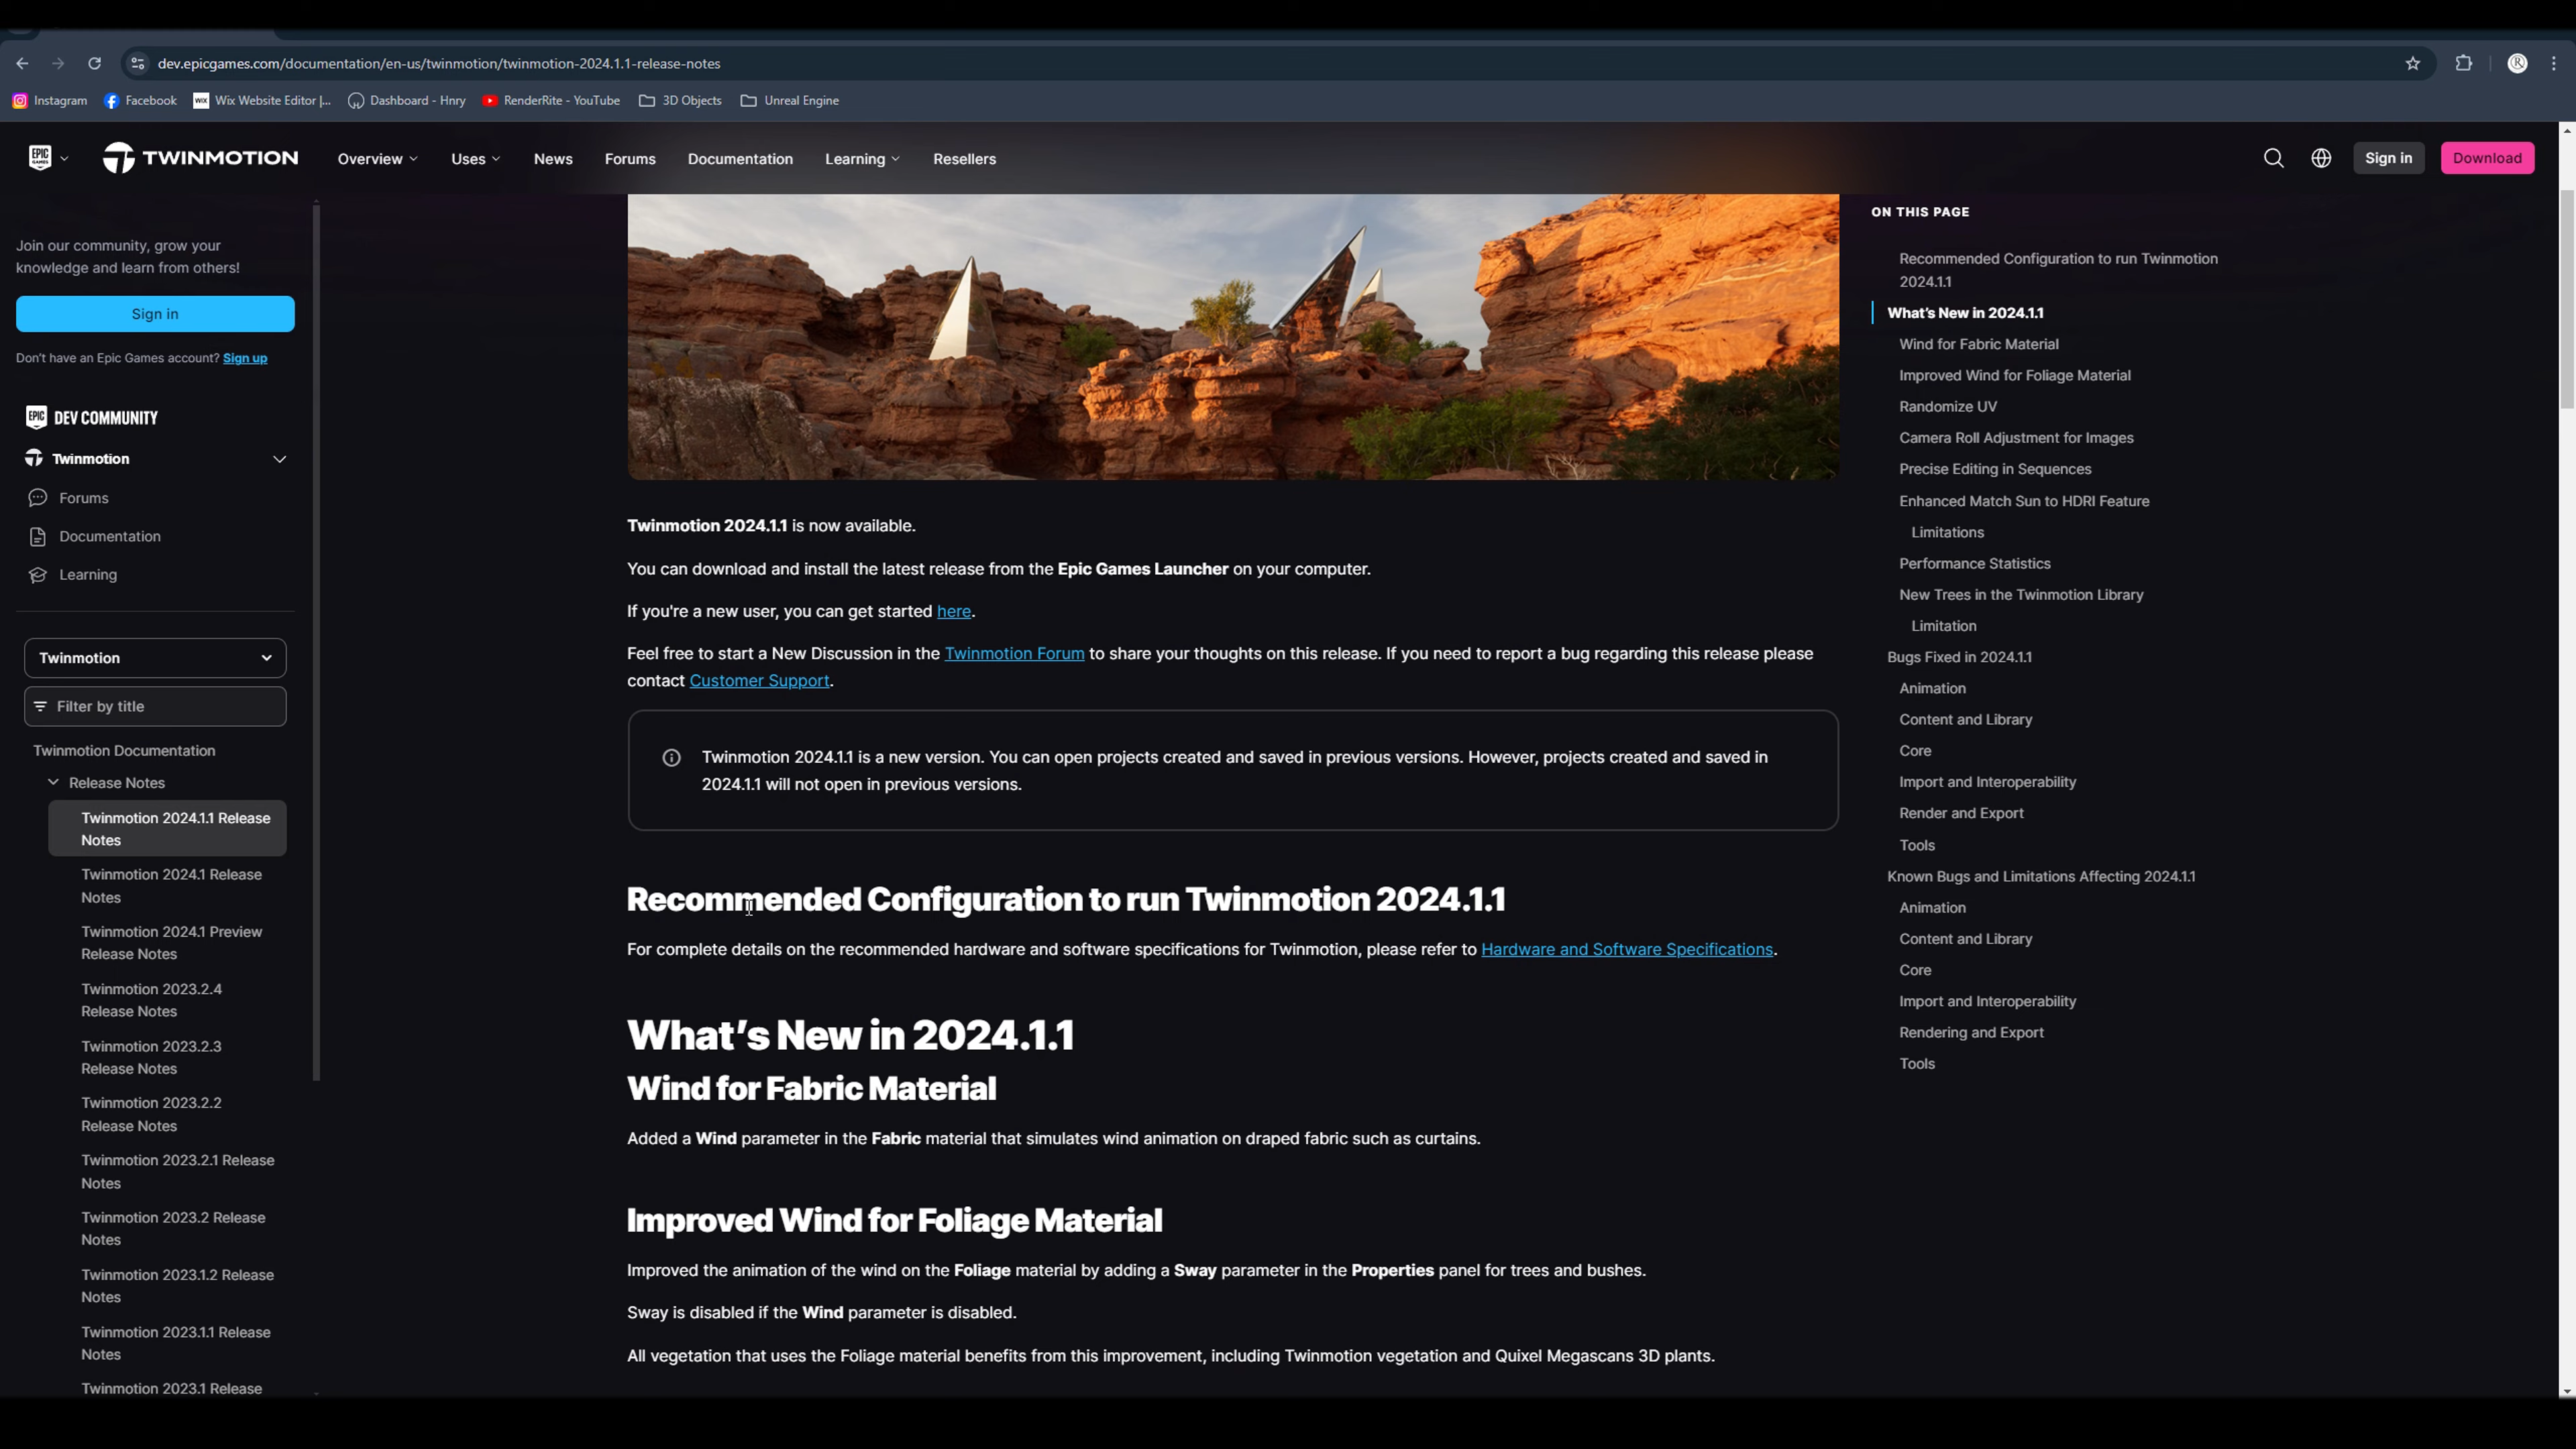 dev.epicgames.com/documentation/en-us/twinmotion/twinmotion-2024.1.1-release-notes
Instagram
Facebook
WIX
Wix Website Editor |...
Dashboard - Hnry
RenderRite - YouTube
3D Objects
Unreal Engine
EPIC GAMES
TWINMOTION
Overview
Uses
News
Forums
Documentation
Learning
Resellers
Sign in
Download
Join our community, grow your
knowledge and learn from others!
Sign in
Don't have an Epic Games account? Sign up
EPIC GAMES
DEV COMMUNITY
Twinmotion
Forums
Documentation
Learning
Twinmotion
Filter by title
Twinmotion Documentation
Release Notes
Twinmotion 2024.1.1 Release
Notes
Twinmotion 2024.1 Release
Notes
Twinmotion 2024.1 Preview
Release Notes
Twinmotion 2023.2.4
Release Notes
Twinmotion 2023.2.3
Release Notes
Twinmotion 2023.2.2
Release Notes
Twinmotion 2023.2.1 Release
Notes
Twinmotion 2023.2 Release
Notes
Twinmotion 2023.1.2 Release
Notes
Twinmotion 2023.1.1 Release
Notes
Twinmotion 2023.1 Release
Twinmotion 2024.1.1 is now available.
You can download and install the latest release from the Epic Games Launcher on your computer.
If you're a new user, you can get started here.
Feel free to start a New Discussion in the Twinmotion Forum to share your thoughts on this release. If you need to report a bug regarding this release please
contact Customer Support.
Twinmotion 2024.1.1 is a new version. You can open projects created and saved in previous versions. However, projects created and saved in
2024.1.1 will not open in previous versions.
Recommended Configuration to run Twinmotion 2024.1.1
For complete details on the recommended hardware and software specifications for Twinmotion, please refer to Hardware and Software Specifications.
What's New in 2024.1.1
Wind for Fabric Material
Added a Wind parameter in the Fabric material that simulates wind animation on draped fabric such as curtains.
Improved Wind for Foliage Material
Improved the animation of the wind on the Foliage material by adding a Sway parameter in the Properties panel for trees and bushes.
Sway is disabled if the Wind parameter is disabled.
All vegetation that uses the Foliage material benefits from this improvement, including Twinmotion vegetation and Quixel Megascans 3D plants.
ON THIS PAGE
Recommended Configuration to run Twinmotion
2024.1.1
What's New in 2024.1.1
Wind for Fabric Material
Improved Wind for Foliage Material
Randomize UV
Camera Roll Adjustment for Images
Precise Editing in Sequences
Enhanced Match Sun to HDRI Feature
Limitations
Performance Statistics
New Trees in the Twinmotion Library
Limitation
Bugs Fixed in 2024.1.1
Animation
Content and Library
Core
Import and Interoperability
Render and Export
Tools
Known Bugs and Limitations Affecting 2024.1.1
Animation
Content and Library
Core
Import and Interoperability
Rendering and Export
Tools